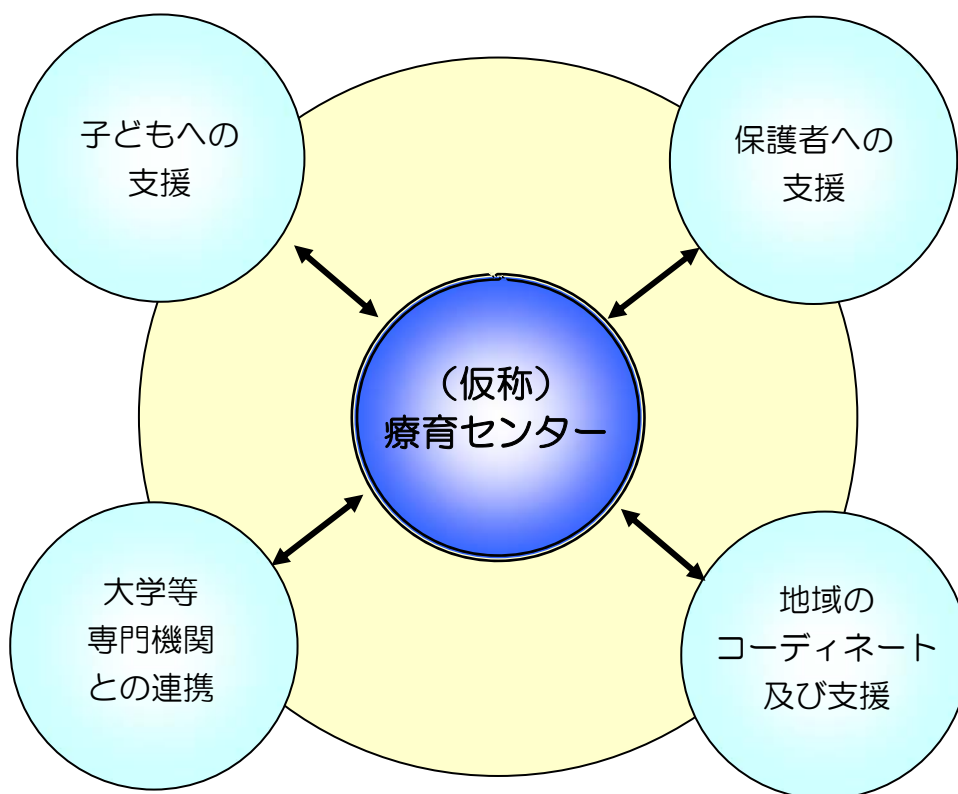 子どもへの
支援
保護者への
支援
（仮称）
療育センター
大学等
専門機関
との連携
地域の
コーディネート
及び支援